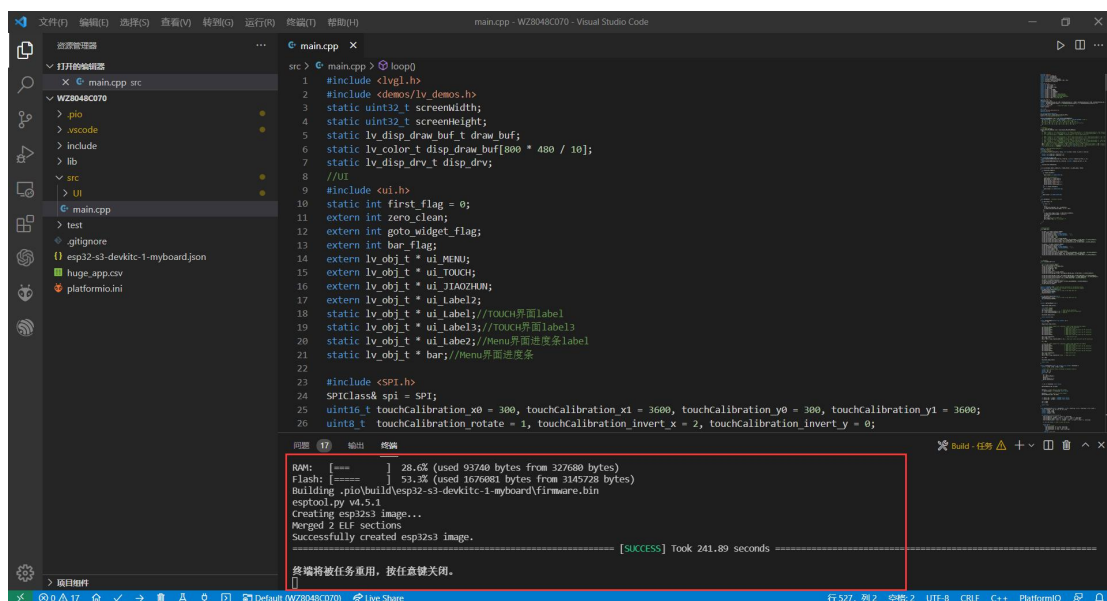 文件(F) 编辑(E) 选择(S) 查看(V) 转到(G) 运行(R) 终端(T) 帮助(H) main.cpp - WZ8048C070 - Visual Studio Code
资源管理器 ···
main.cpp ×
打开的编辑器
src > main.cpp > loop()
× main.cpp src
WZ8048C070
> .pio
> .vscode
> include
> lib
src
> UI
main.cpp
> test
.gitignore
{} esp32-s3-devkitc-1-myboard.json
huge_app.csv
platformio.ini
1 #include <lvgl.h>
2 #include <demos/lv_demos.h>
3 static uint32_t screenWidth;
4 static uint32_t screenHeight;
5 static lv_disp_draw_buf_t draw_buf;
6 static lv_color_t disp_draw_buf[800 * 480 / 10];
7 static lv_disp_drv_t disp_drv;
8 //UI
9 #include <ui.h>
10 static int first_flag = 0;
11 extern int zero_clean;
12 extern int goto_widget_flag;
13 extern int bar_flag;
14 extern lv_obj_t * ui_MENU;
15 extern lv_obj_t * ui_TOUCH;
16 extern lv_obj_t * ui_JIAOZHUN;
17 extern lv_obj_t * ui_Label2;
18 static lv_obj_t * ui_Label;//TOUCH界面label
19 static lv_obj_t * ui_Label3;//TOUCH界面label3
20 static lv_obj_t * ui_Labe2;//Menu界面进度条label
21 static lv_obj_t * bar;//Menu界面进度条
22
23 #include <SPI.h>
24 SPIClass& spi = SPI;
25 uint16_t touchCalibration_x0 = 300, touchCalibration_x1 = 3600, touchCalibration_y0 = 300, touchCalibration_y1 = 3600;
26 uint8_t touchCalibration_rotate = 1, touchCalibration_invert_x = 2, touchCalibration_invert_y = 0;
问题 17 输出 终端 Build - 任务
RAM: [=== ] 28.6% (used 93740 bytes from 327680 bytes)
Flash: [===== ] 53.3% (used 1676081 bytes from 3145728 bytes)
Building .pio\build\esp32-s3-devkitc-1-myboard\firmware.bin
esptool.py v4.5.1
Creating esp32s3 image...
Merged 2 ELF sections
Successfully created esp32s3 image.
[SUCCESS] Took 241.89 seconds
终端将被任务重用，按任意键关闭。
> 项目组件
0 17 Default (WZ8048C070) Live Share 行 527, 列 2 空格: 2 UTF-8 CRLF C++ PlatformIO